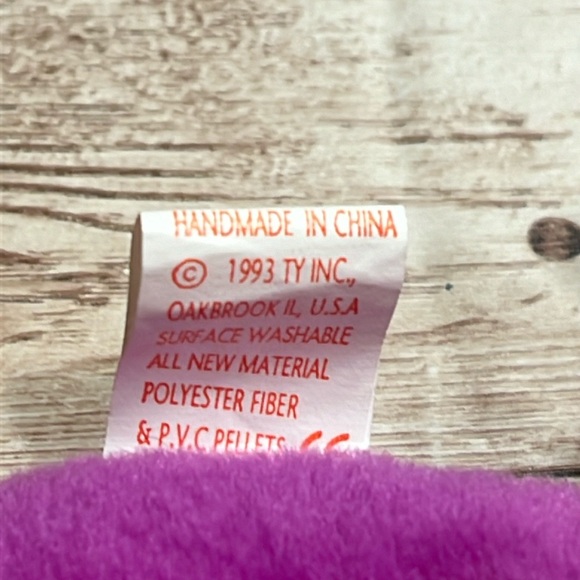 HANDMADE IN CHINA
© 1993 TY INC.,
OAKBROOK IL, U.S.A
SURFACE WASHABLE
ALL NEW MATERIAL
POLYESTER FIBER
& P.V.C PELLETS CE